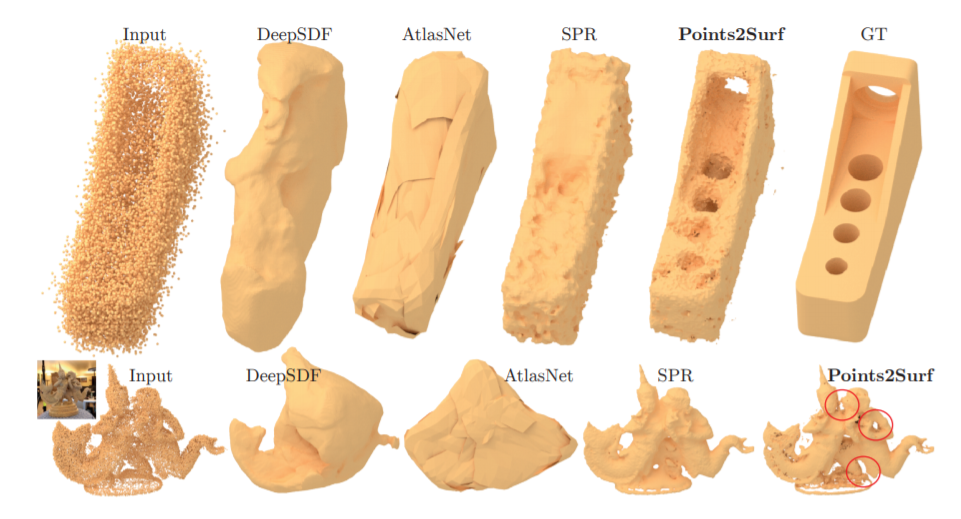 Input DeepSDF AtlasNet SPR Points2Surf GT
Input DeepSDF AtlasNet SPR Points2Surf